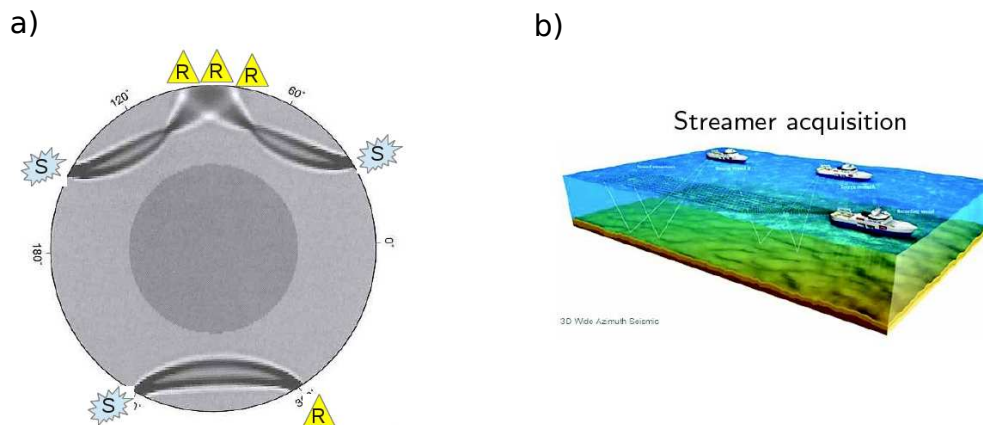 a)
R R R
120°
60°
S
S
180°
0°
S
R
b)
Streamer acquisition
3D Wide Azimuth Seismic